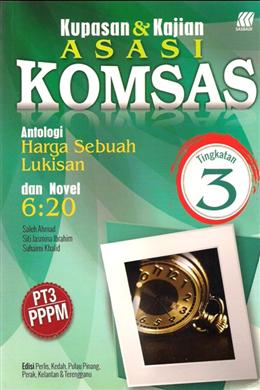 Kupasan & Kajian
SASBADI
ASASI
KOMSAS
Antologi
Harga Sebuah
Lukisan
dan Novel
6:20
Tingkatan
3
Saleh Ahmad
Siti Jasmina Ibrahim
Suhaimi Khalid
PT3
PPPM
Edisi Perlis, Kedah, Pulau Pinang,
Perak, Kelantan & Terengganu